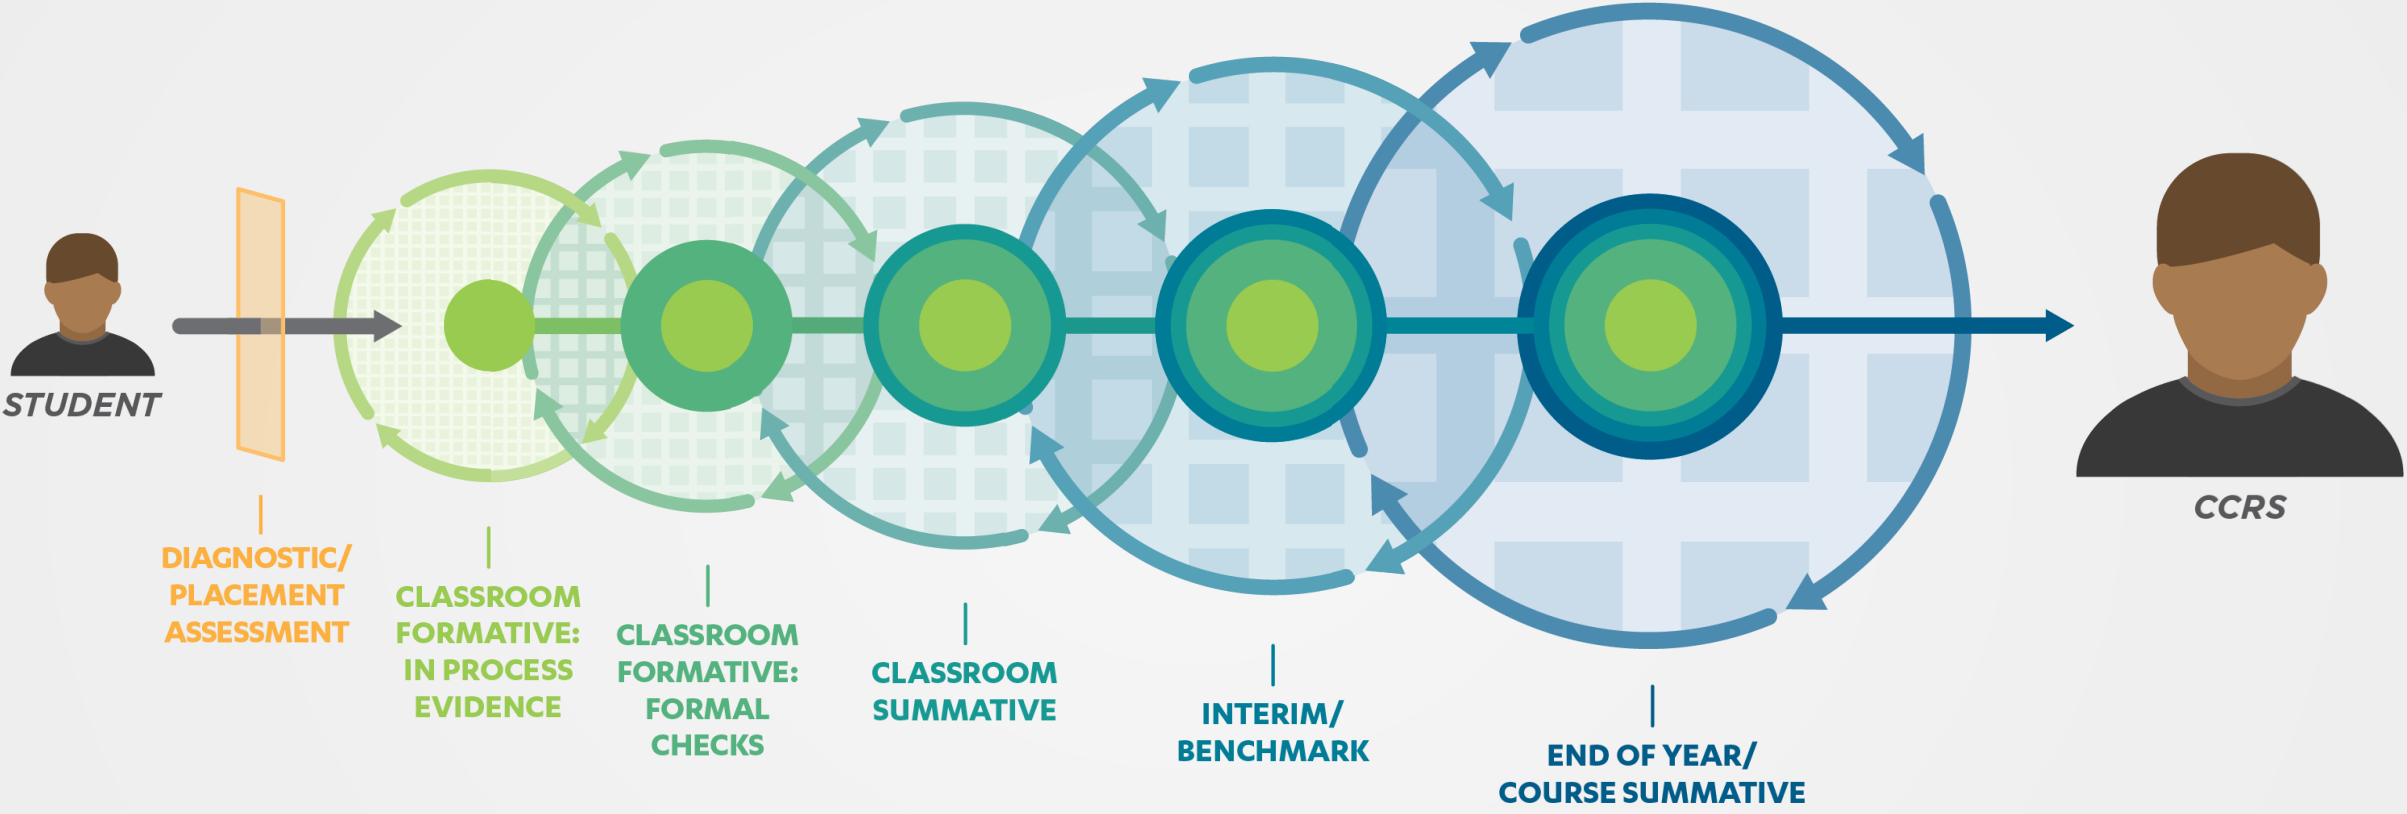 STUDENT
DIAGNOSTIC/
PLACEMENT
ASSESSMENT
CLASSROOM
FORMATIVE:
IN PROCESS
EVIDENCE
CLASSROOM
FORMATIVE:
FORMAL
CHECKS
CLASSROOM
SUMMATIVE
INTERIM/
BENCHMARK
END OF YEAR/
COURSE SUMMATIVE
CCRS